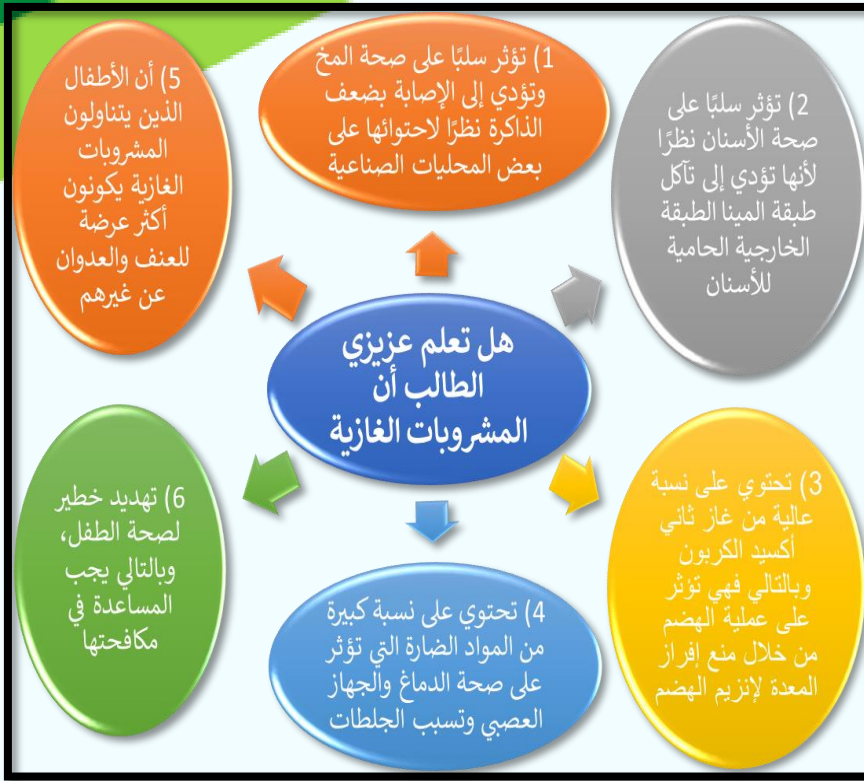 هل تعلم عزيزي
الطالب أن
المشروبات الغازية
1) تؤثر سلبًا على صحة المخ
وتؤدي إلى الإصابة بضعف
الذاكرة نظرًا لاحتوائها على
بعض المحليات الصناعية
2) تؤثر سلبًا على
صحة الأسنان نظرًا
لأنها تؤدي إلى تآكل
طبقة المينا الطبقة
الخارجية الحامية
للأسنان
3) تحتوي على نسبة
عالية من غاز ثاني
أكسيد الكربون
وبالتالي فهي تؤثر
على عملية الهضم
من خلال منع إفراز
المعدة لإنزيم الهضم
4) تحتوي على نسبة كبيرة
من المواد الضارة التي تؤثر
على صحة الدماغ والجهاز
العصبي وتسبب الجلطات
5) أن الأطفال
الذين يتناولون
المشروبات
الغازية يكونون
أكثر عرضة
للعنف والعدوان
عن غيرهم
6) تهديد خطير
لصحة الطفل،
وبالتالي يجب
المساعدة في
مكافحتها